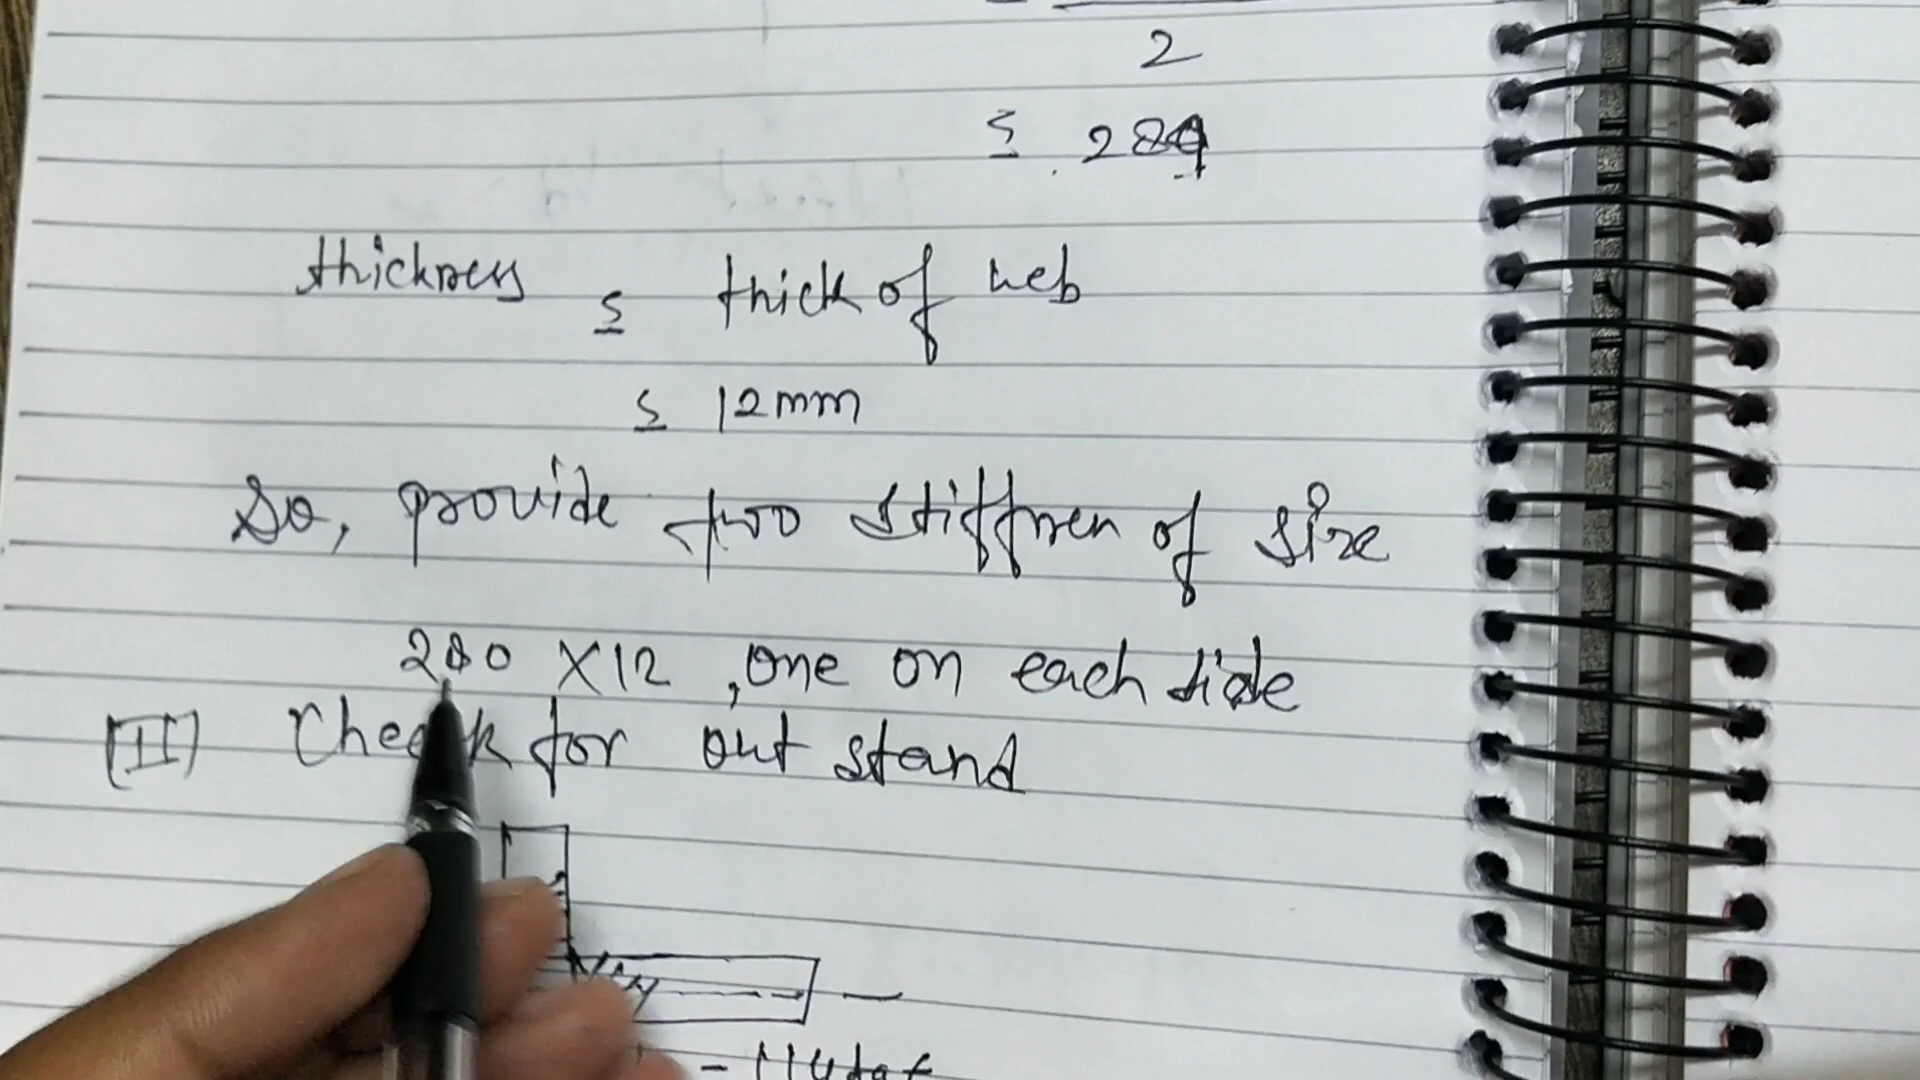 2
≤ 289
thickness ≤ thick of web
≤ 12mm
So, provide two stiffnen of size
280 X12 , one on each side
[II] Check for out stand